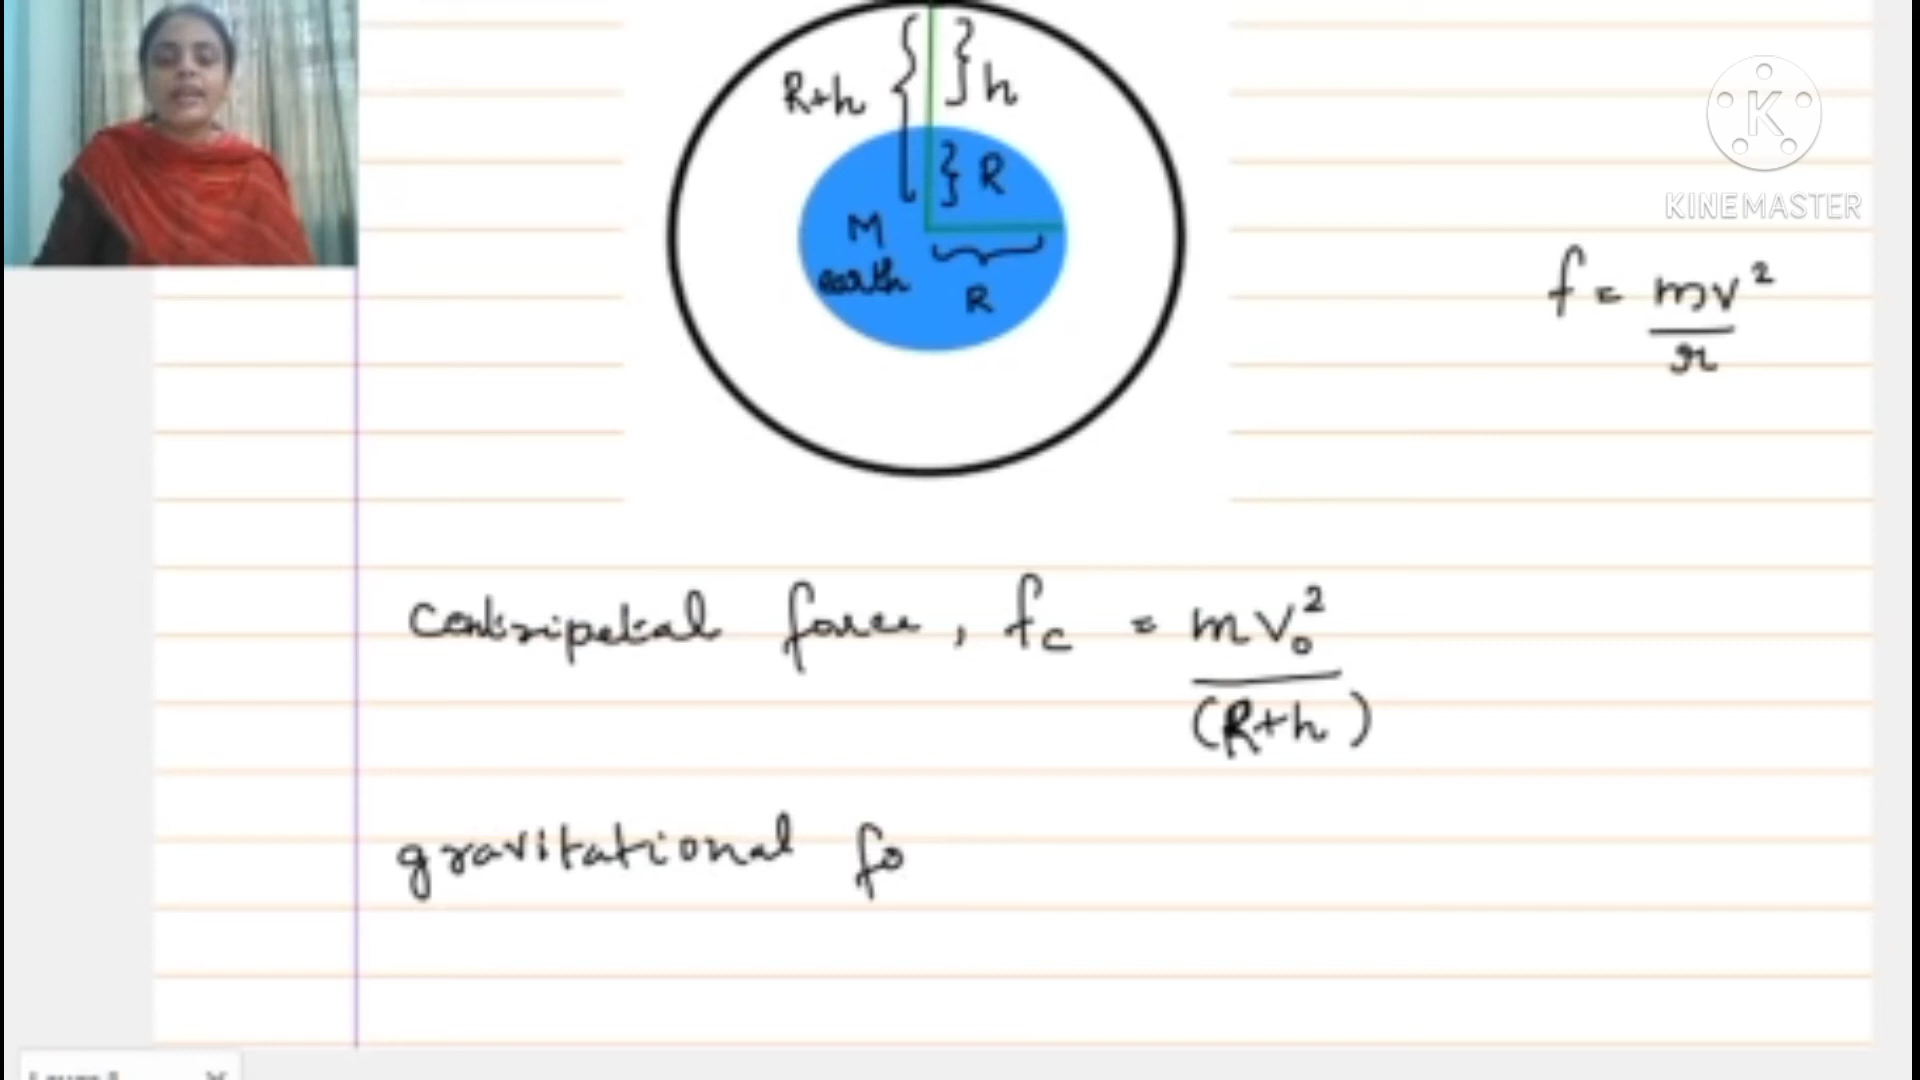 R+h
h
R
M
earth
R
f = mv²
r
Centripetal force, fc = mv₀²
(R+h)
gravitational fo
KINEMASTER